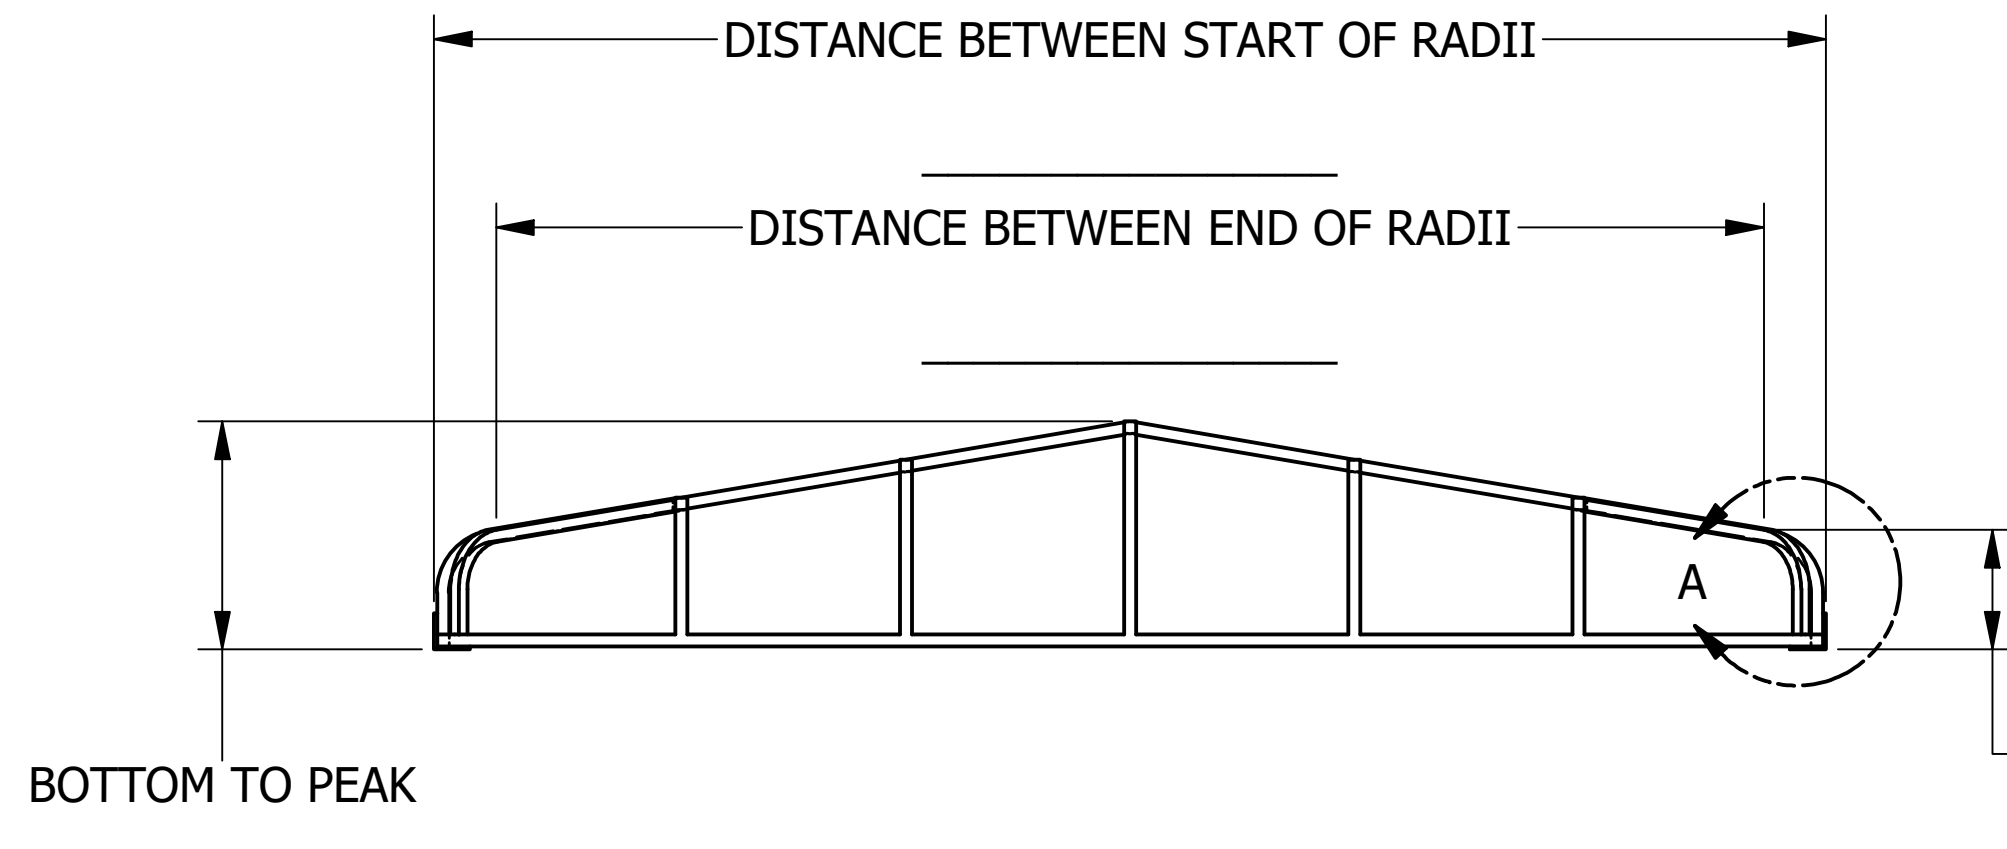 DISTANCE BETWEEN START OF RADII
DISTANCE BETWEEN END OF RADII
A
BOTTOM TO PEAK